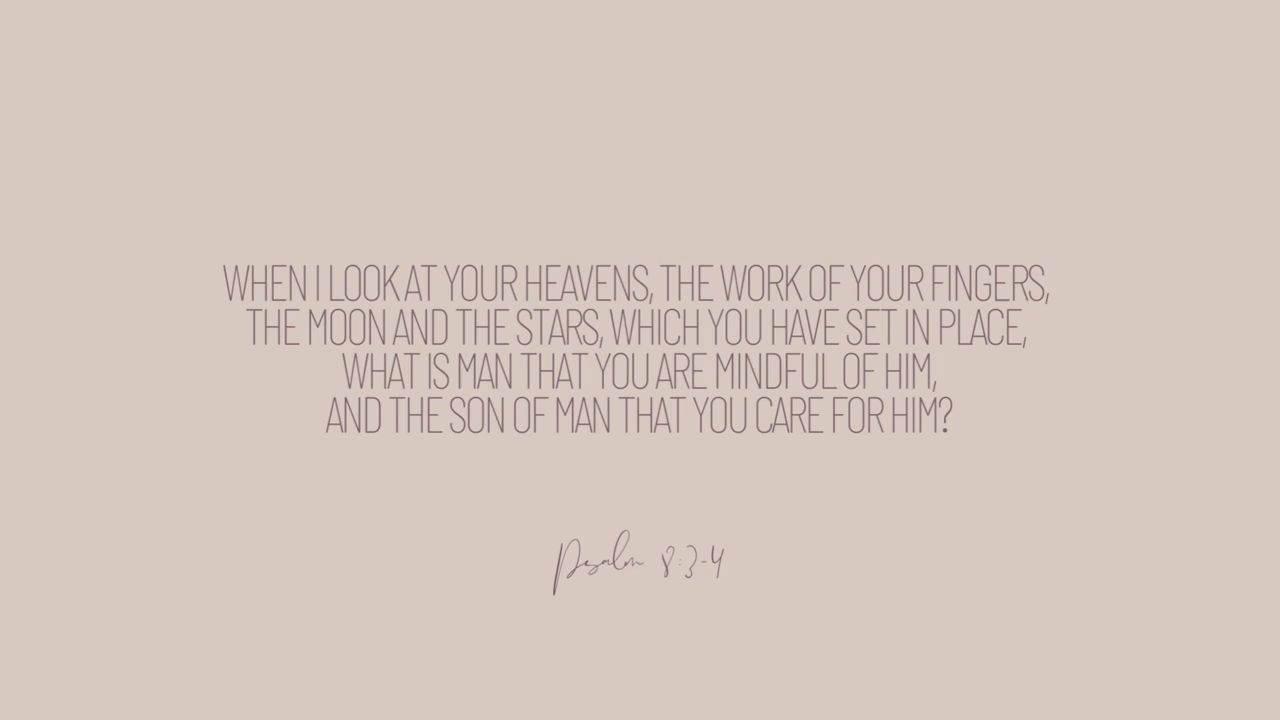 WHEN I LOOK AT YOUR HEAVENS, THE WORK OF YOUR FINGERS,
THE MOON AND THE STARS, WHICH YOU HAVE SET IN PLACE,
WHAT IS MAN THAT YOU ARE MINDFUL OF HIM,
AND THE SON OF MAN THAT YOU CARE FOR HIM?
Psalm 8:3-4